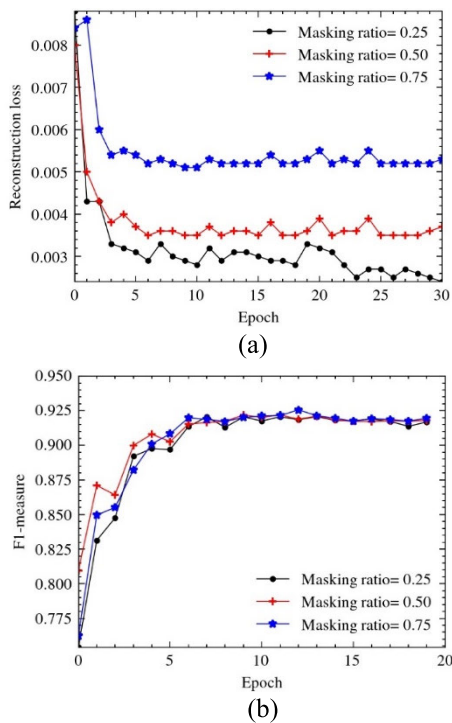 0.008
0.007
0.006
0.005
0.004
0.003
Reconstruction loss
Masking ratio= 0.25
Masking ratio= 0.50
Masking ratio= 0.75
0 5 10 15 20 25 30
Epoch
(a)
0.950
0.925
0.900
0.875
0.850
0.825
0.800
0.775
F1-measure
Masking ratio= 0.25
Masking ratio= 0.50
Masking ratio= 0.75
0 5 10 15 20
Epoch
(b)